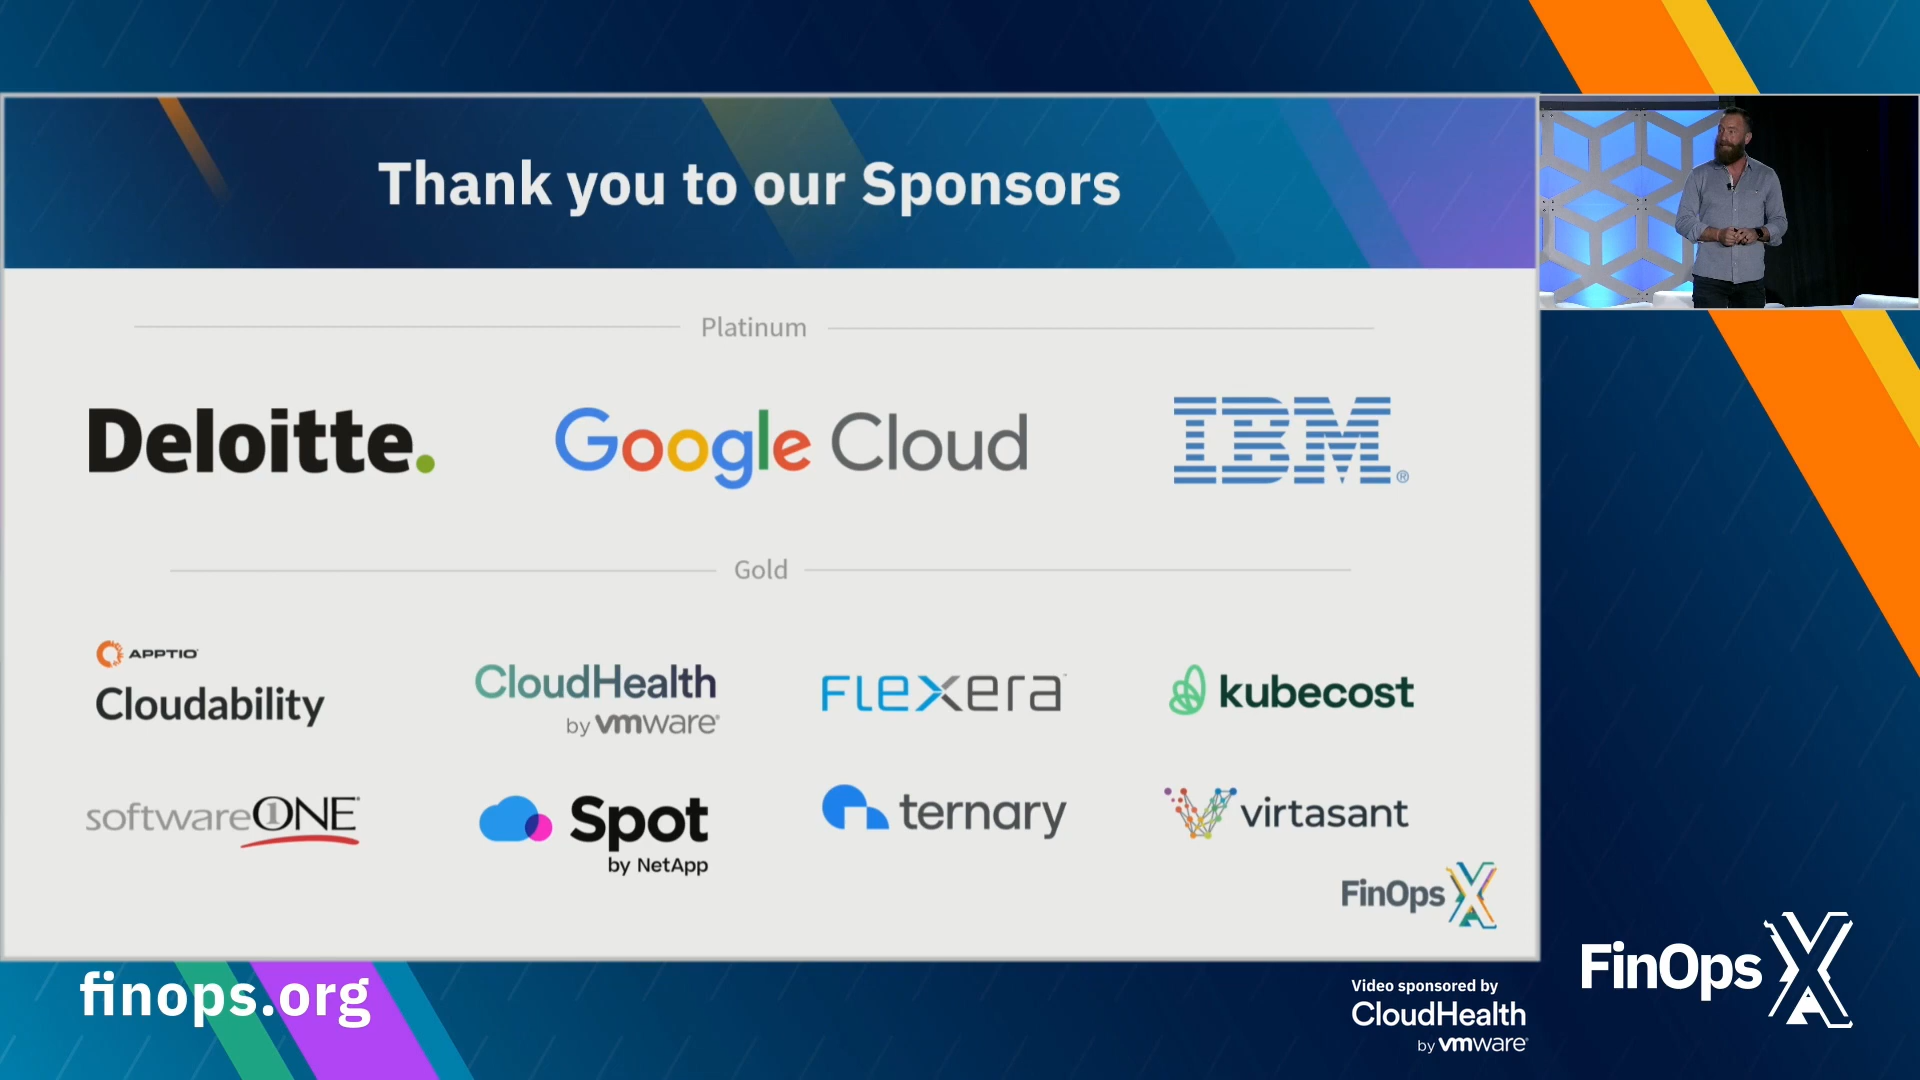 Thank you to our Sponsors
Platinum
Deloitte.
Google Cloud
IBM®
Gold
APPTIO
Cloudability
CloudHealth
by vmware®
FLEXERA™
kubecost
softwareONE
Spot
by NetApp
ternary
virtasant
FinOps X
finops.org
Video sponsored by
CloudHealth
by vmware®
FinOps X